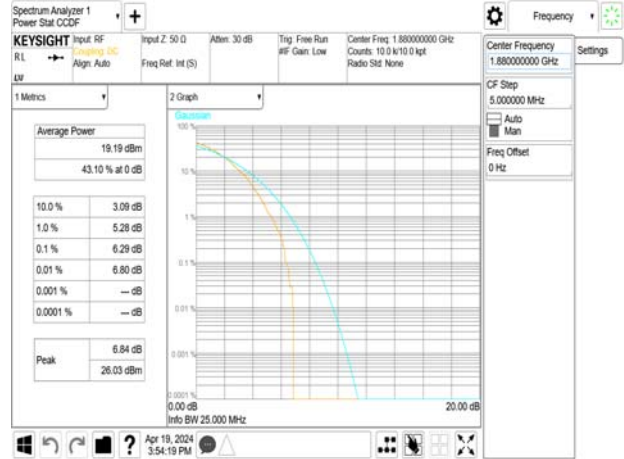 Spectrum Analyzer 1
Power Stat CCDF
Frequency
KEYSIGHT
RL
Input: RF
Coupling: DC
Align: Auto
Input Z: 50 Ω
Freq Ref: Int (S)
Atten: 30 dB
Trig: Free Run
#IF Gain: Low
Center Freq: 1.880000000 GHz
Counts: 10.0 k/10.0 kpt
Radio Std: None
Center Frequency
1.880000000 GHz
Settings
CF Step
5.000000 MHz
Auto
Man
Freq Offset
0 Hz
1 Metrics
2 Graph
Average Power
19.19 dBm
43.10 % at 0 dB
10.0 % 3.09 dB
1.0 % 5.28 dB
0.1 % 6.29 dB
0.01 % 6.80 dB
0.001 % --- dB
0.0001 % --- dB
Peak
6.84 dB
26.03 dBm
Gaussian
100 %
10 %
1 %
0.1 %
0.01 %
0.001 %
0.0001 %
0.00 dB
20.00 dB
Info BW 25.000 MHz
Apr 19, 2024
3:54:19 PM